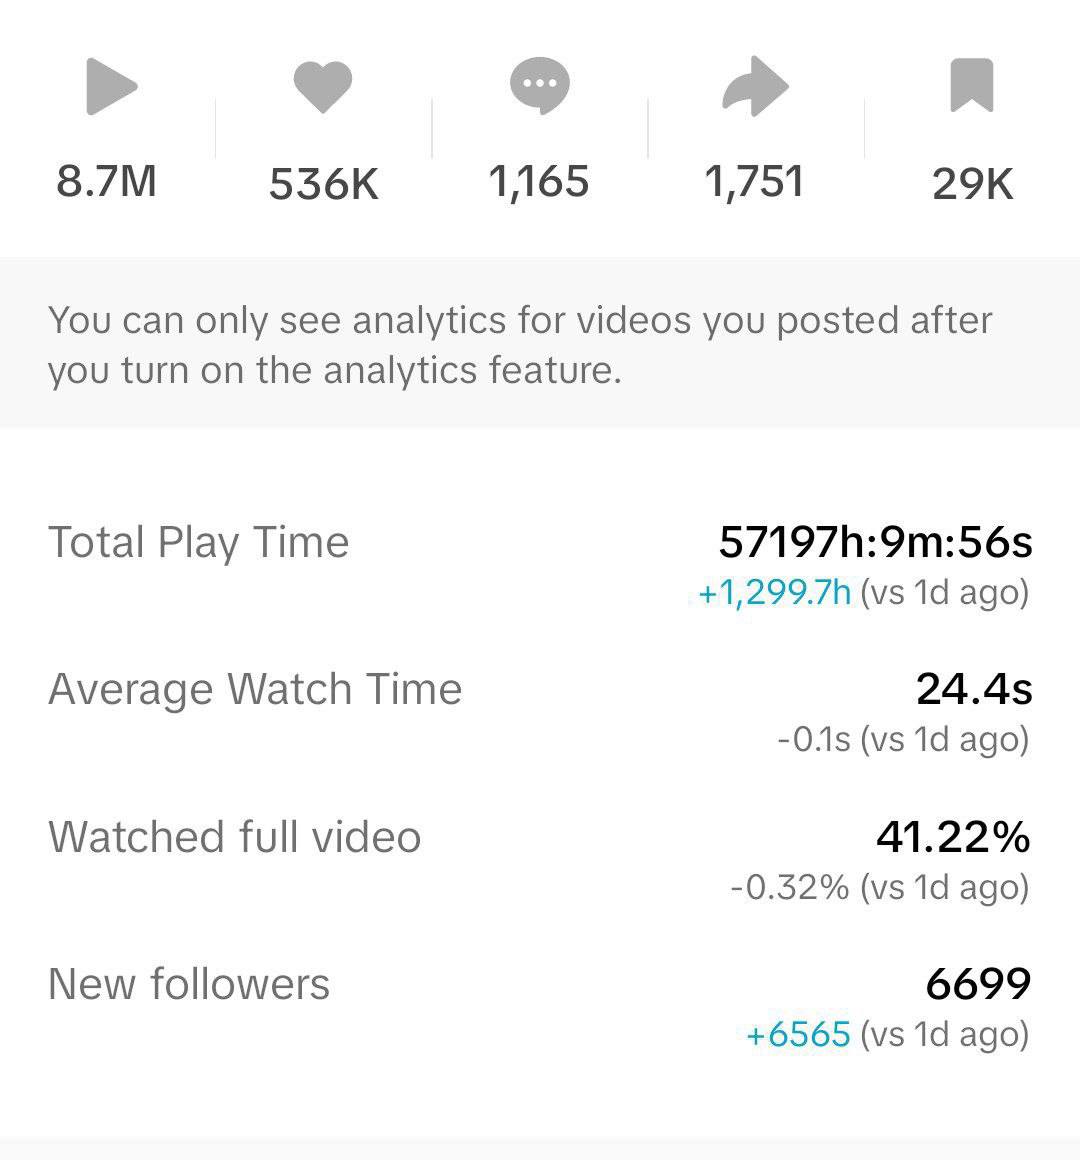 8.7M 536K 1,165 1,751 29K
You can only see analytics for videos you posted after
you turn on the analytics feature.
Total Play Time 57197h:9m:56s
+1,299.7h (vs 1d ago)
Average Watch Time 24.4s
-0.1s (vs 1d ago)
Watched full video 41.22%
-0.32% (vs 1d ago)
New followers 6699
+6565 (vs 1d ago)